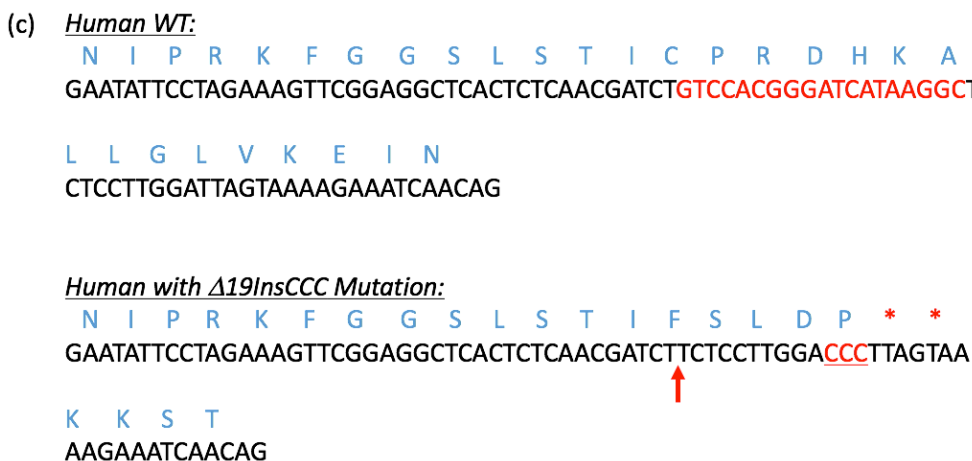 (c) Human WT:
N I P R K F G G S L S T I C P R D H K A
GAATATTCCTAGAAAGTTCGGAGGCTCACTCTCAACGATCTGTCCACGGGATCATAAGGCT
L L G L V K E I N
CTCCTTGGATTAGTAAAAGAAATCAACAG
Human with Δ19InsCCC Mutation:
N I P R K F G G S L S T I F S L D P * *
GAATATTCCTAGAAAGTTCGGAGGCTCACTCTCAACGATCTTCTCCTTGGACCCTTAGTAA
K K S T
AAGAAATCAACAG